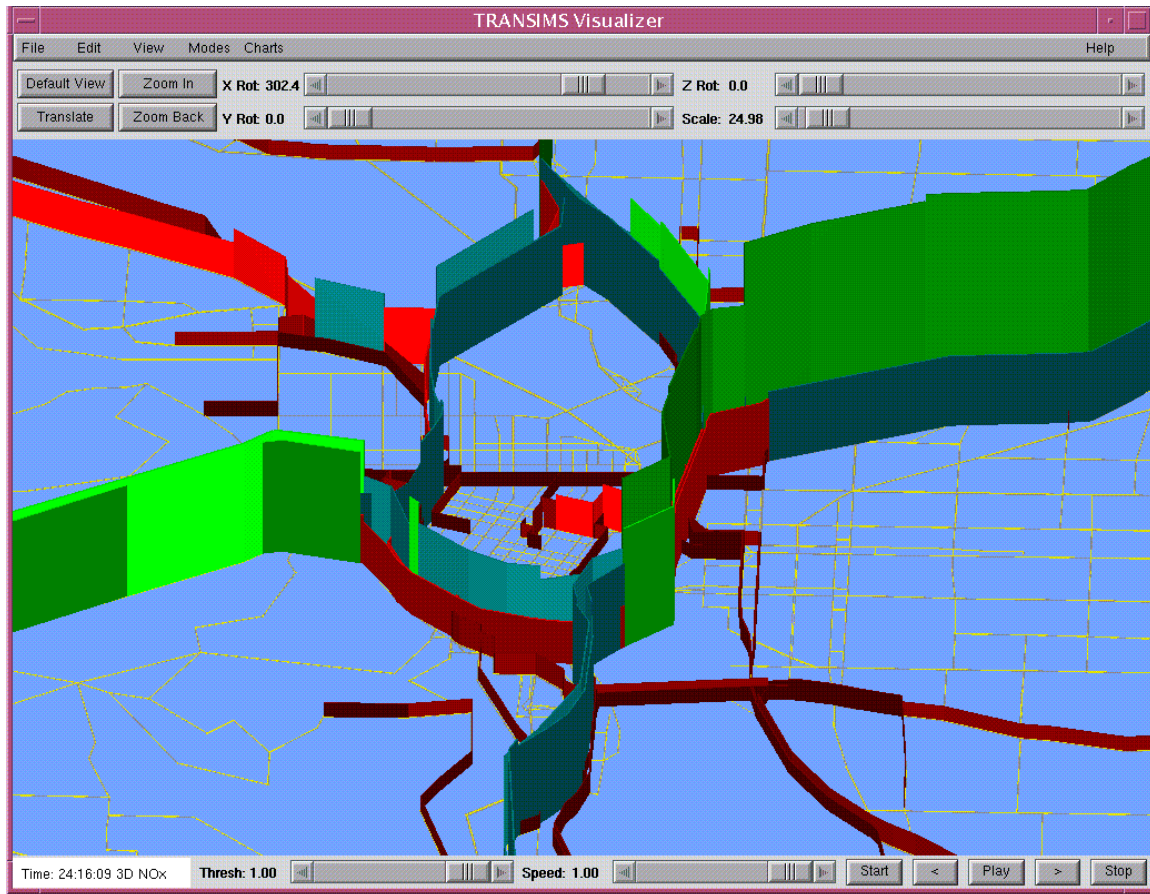 TRANSIMS Visualizer
File Edit View Modes Charts Help
Default View Zoom In X Rot: 302.4 Z Rot: 0.0
Translate Zoom Back Y Rot: 0.0 Scale: 24.98
Time: 24:16:09 3D NOx Thresh: 1.00 Speed: 1.00 Start < Play > Stop